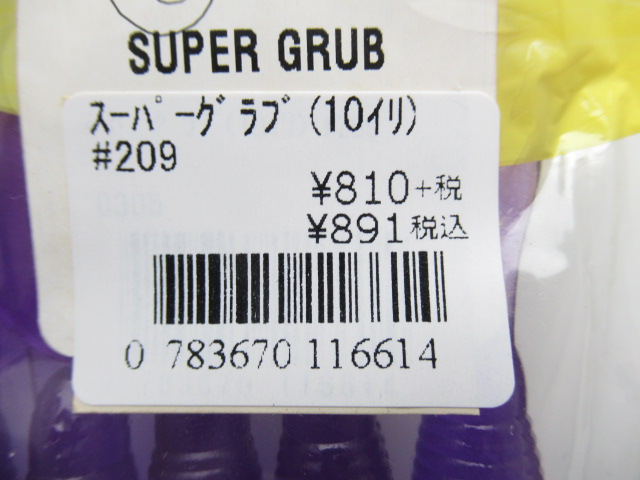 SUPER GRUB
ｽｰﾊﾟｰｸﾞﾗﾌﾞ(10ｲﾘ)
#209
¥810+税
¥891税込
0 783670 116614